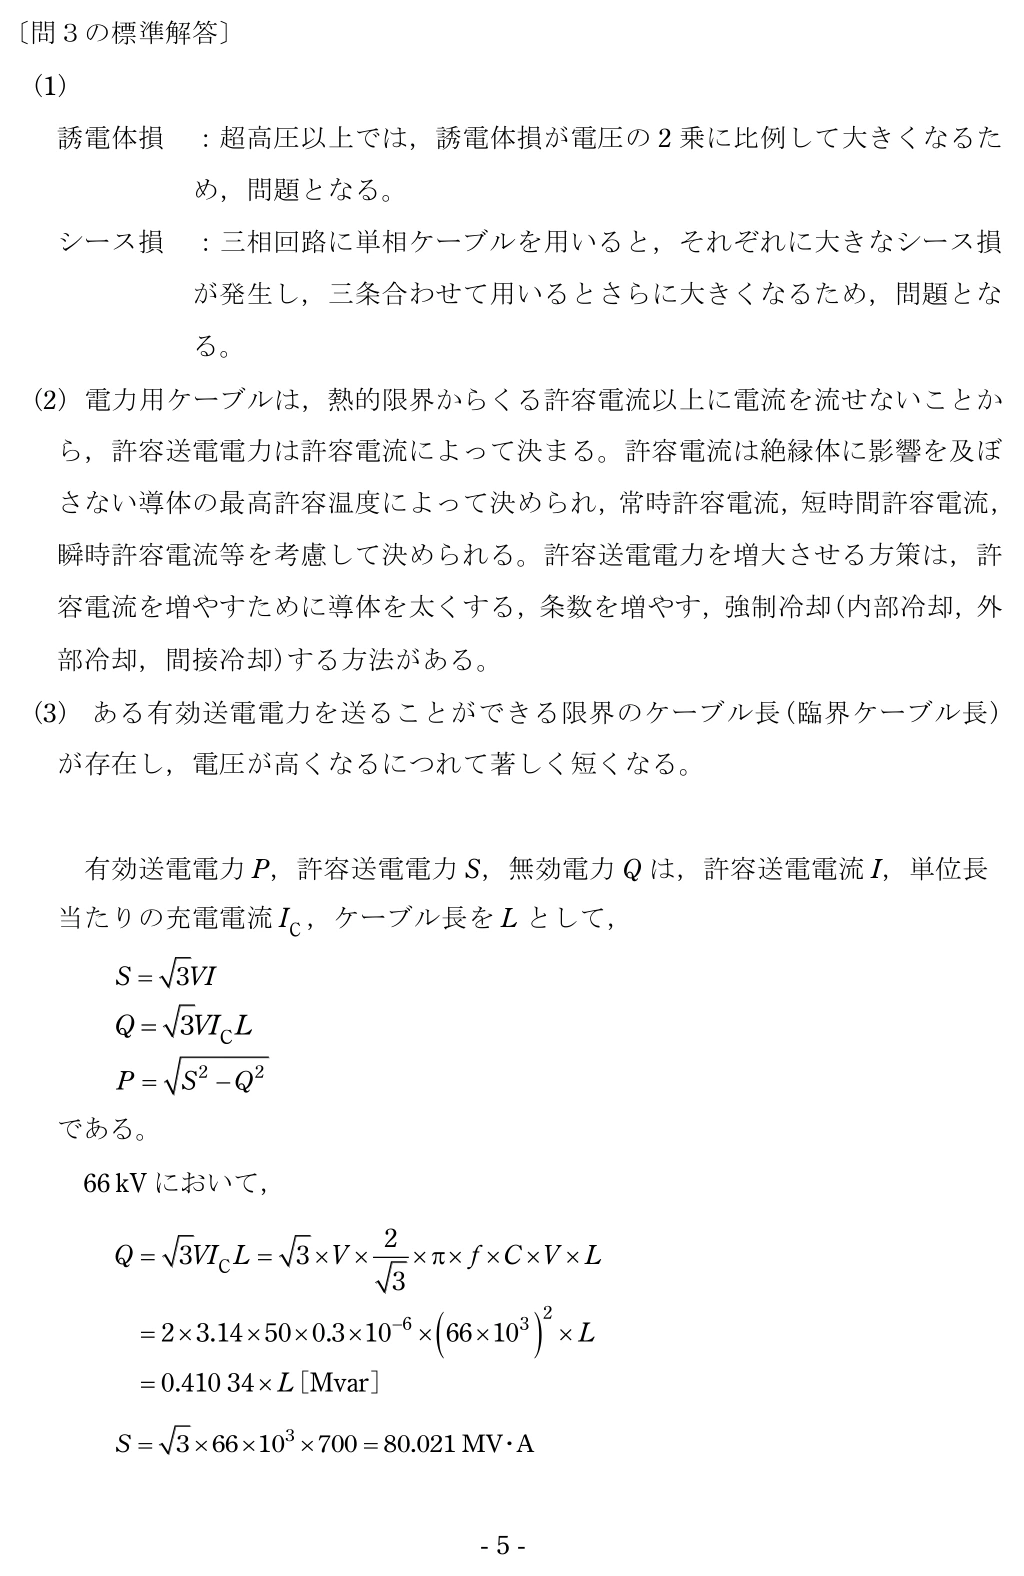 〔問３の標準解答〕
(1)
誘電体損　：超高圧以上では，誘電体損が電圧の 2 乗に比例して大きくなるた
め，問題となる。
シース損　：三相回路に単相ケーブルを用いると，それぞれに大きなシース損
が発生し，三条合わせて用いるとさらに大きくなるため，問題とな
る。
(2) 電力用ケーブルは，熱的限界からくる許容電流以上に電流を流せないことか
ら，許容送電電力は許容電流によって決まる。許容電流は絶縁体に影響を及ぼ
さない導体の最高許容温度によって決められ，常時許容電流，短時間許容電流，
瞬時許容電流等を考慮して決められる。許容送電電力を増大させる方策は，許
容電流を増やすために導体を太くする，条数を増やす，強制冷却(内部冷却，外
部冷却，間接冷却)する方法がある。
(3) ある有効送電電力を送ることができる限界のケーブル長(臨界ケーブル長)
が存在し，電圧が高くなるにつれて著しく短くなる。
有効送電電力 P，許容送電電力 S，無効電力 Q は，許容送電電流 I，単位長
当たりの充電電流 I_C，ケーブル長を L として，
S = √3VI
Q = √3VI_C L
P = √(S² − Q²)
である。
66 kV において，
Q = √3VI_C L = √3 × V × 2/√3 × π × f × C × V × L
= 2 × 3.14 × 50 × 0.3 × 10⁻⁶ × (66 × 10³)² × L
= 0.410 34 × L [Mvar]
S = √3 × 66 × 10³ × 700 = 80.021 MV・A
- 5 -